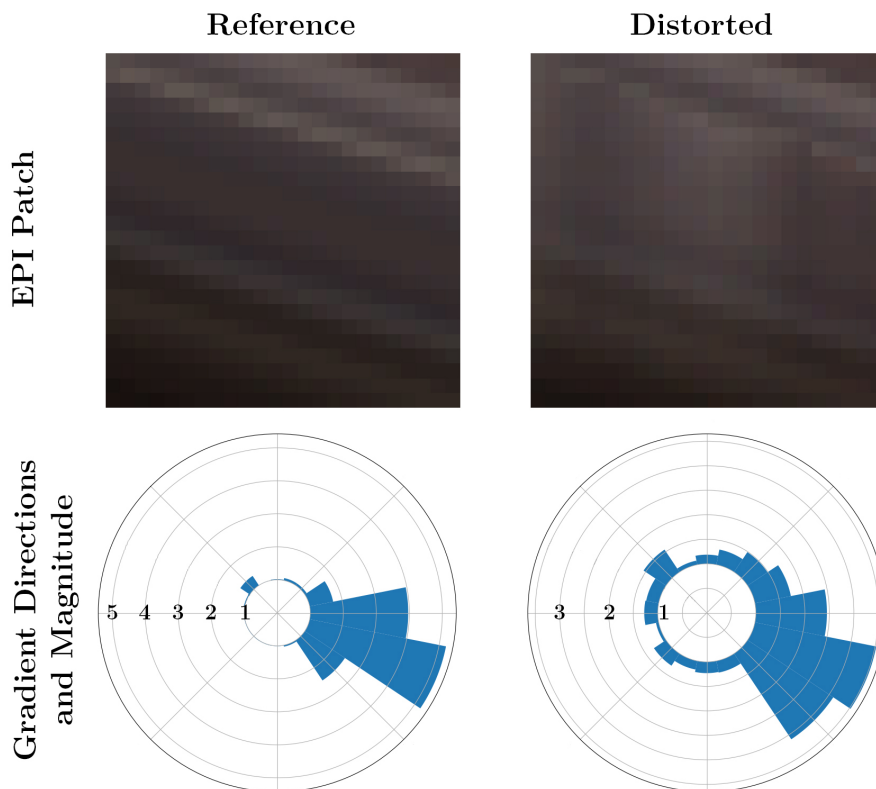 Reference
Distorted
EPI Patch
Gradient Directions
and Magnitude
5 4 3 2 1
3 2 1